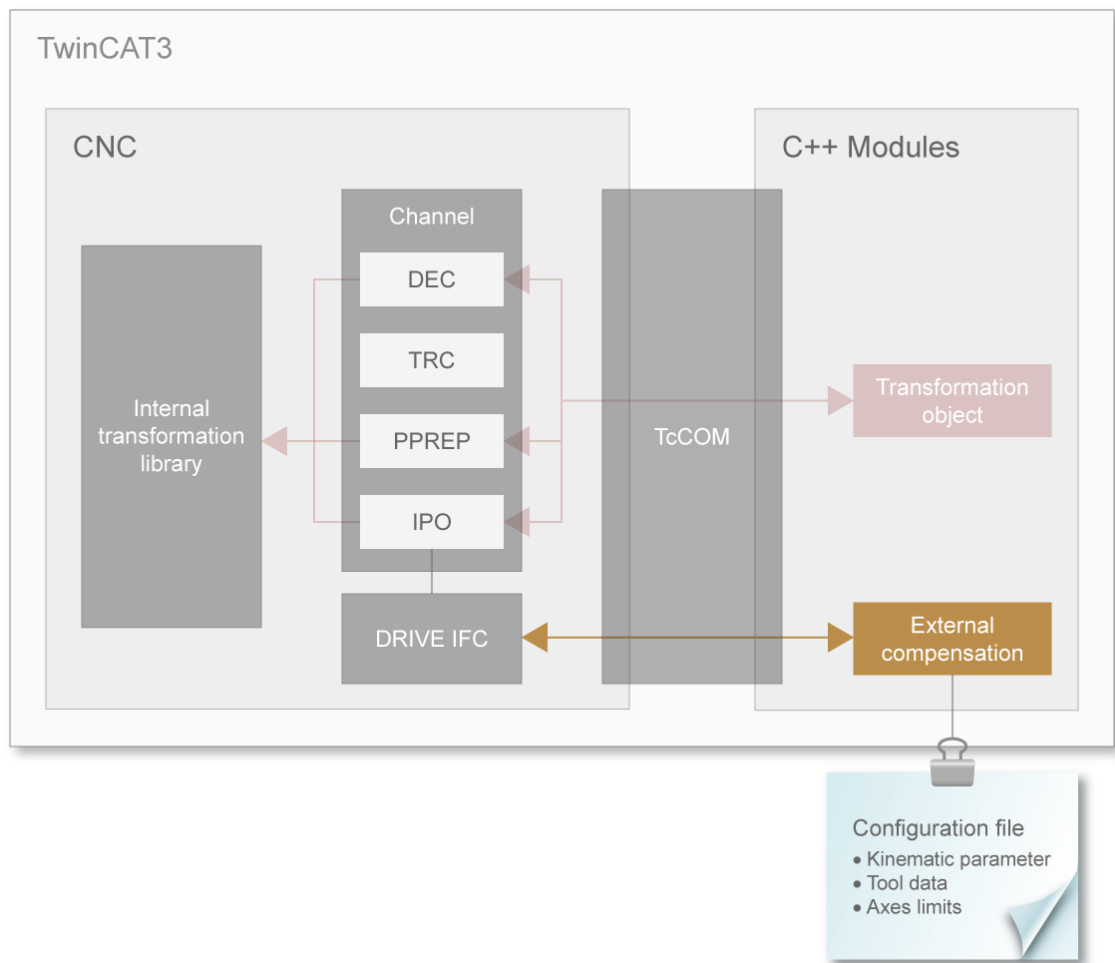 TwinCAT3
CNC
C++ Modules
Channel
DEC
TRC
PPREP
IPO
Internal
transformation
library
TcCOM
Transformation
object
DRIVE IFC
External
compensation
Configuration file
• Kinematic parameter
• Tool data
• Axes limits